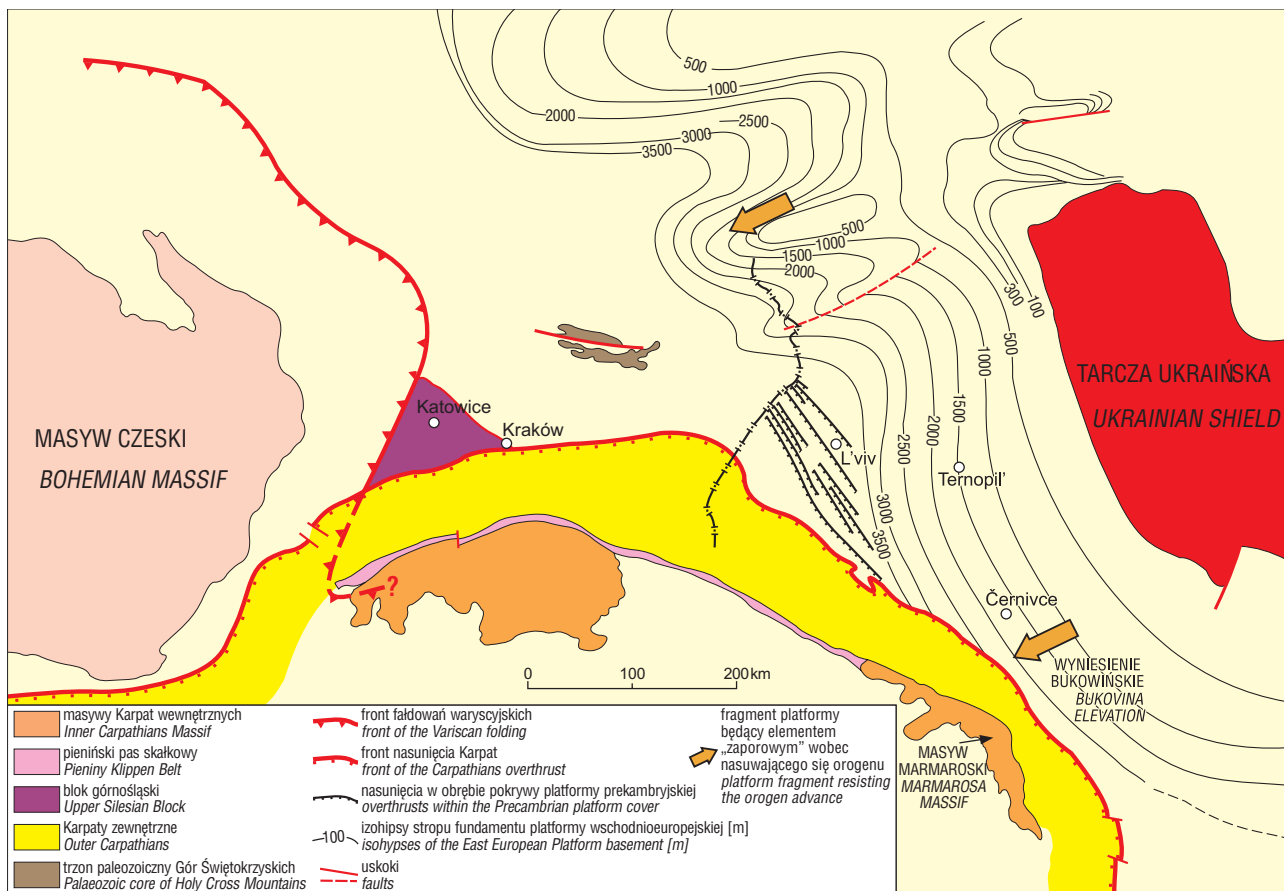 500
1000
2000
2500
3000
3500
500
1000
1500
2000
300
100
500
1000
1500
2000
2500
3000
3500
TARCZA UKRAIŃSKA
UKRAINIAN SHIELD
MASYW CZESKI
BOHEMIAN MASSIF
Katowice
Kraków
L'viv
Ternopil'
Černivce
?
0 100 200 km
WYNIESIENIE
BUKOWIŃSKIE
BUKOVINA
ELEVATION
MASYW
MARMAROSKI
MARMAROSA
MASSIF
masywy Karpat wewnętrznych
Inner Carpathians Massif
pieniński pas skałkowy
Pieniny Klippen Belt
blok górnośląski
Upper Silesian Block
Karpaty zewnętrzne
Outer Carpathians
trzon paleozoiczny Gór Świętokrzyskich
Palaeozoic core of Holy Cross Mountains
front fałdowań waryscyjskich
front of the Variscan folding
front nasunięcia Karpat
front of the Carpathians overthrust
nasunięcia w obrębie pokrywy platformy prekambryjskiej
overthrusts within the Precambrian platform cover
100
izohipsy stropu fundamentu platformy wschodnioeuropejskiej [m]
isohypses of the East European Platform basement [m]
uskoki
faults
fragment platformy
będący elementem
„zaporowym” wobec
nasuwającego się orogenu
platform fragment resisting
the orogen advance